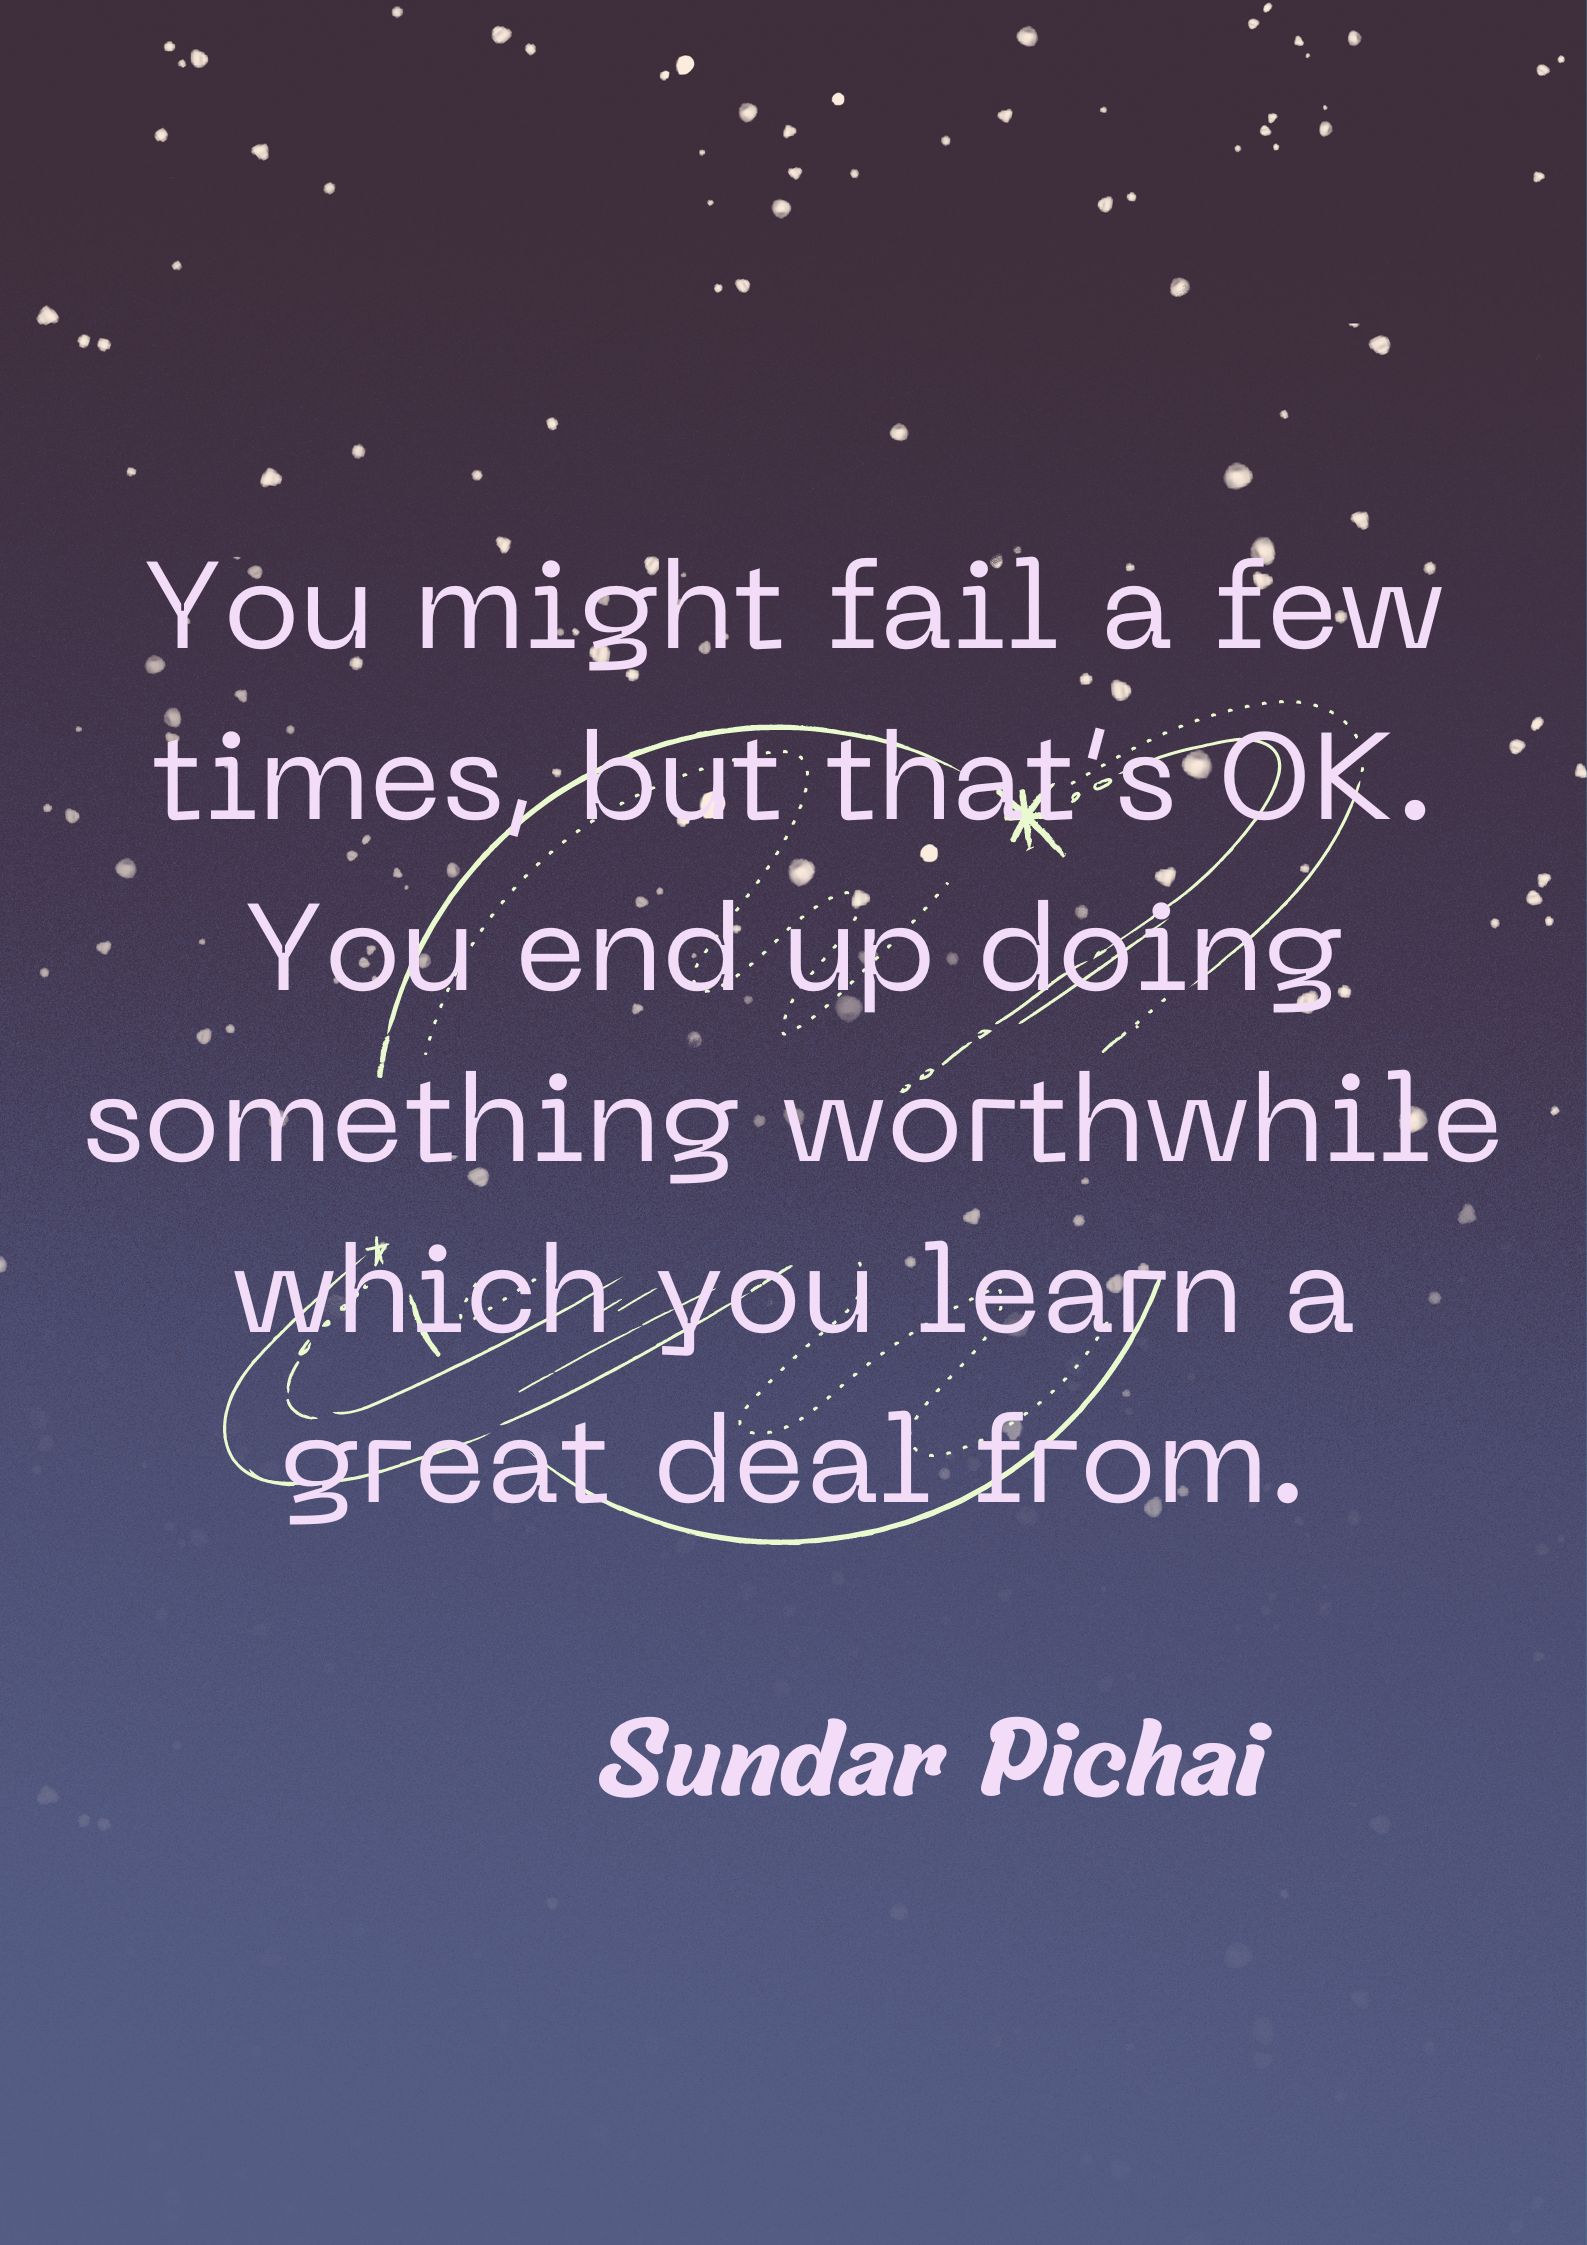 You might fail a few
times, but that's OK.
You end up doing
something worthwhile
which you learn a
great deal from.
Sundar Pichai